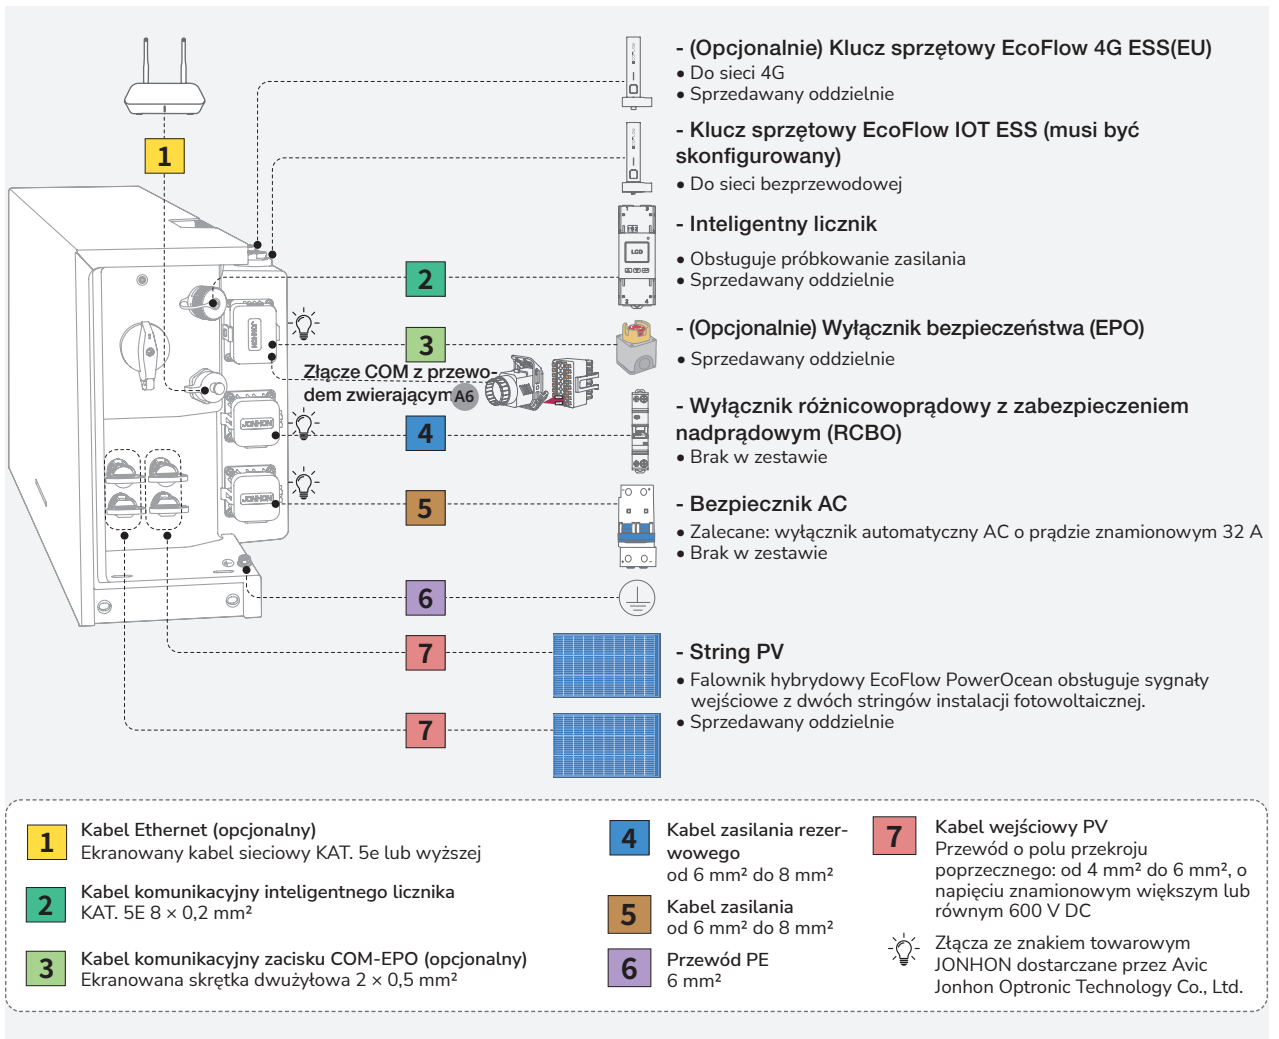 - (Opcjonalnie) Klucz sprzętowy EcoFlow 4G ESS(EU)
• Do sieci 4G
• Sprzedawany oddzielnie
- Klucz sprzętowy EcoFlow IOT ESS (musi być
skonfigurowany)
• Do sieci bezprzewodowej
1
- Inteligentny licznik
• Obsługuje próbkowanie zasilania
• Sprzedawany oddzielnie
LCD
2
- (Opcjonalnie) Wyłącznik bezpieczeństwa (EPO)
• Sprzedawany oddzielnie
3
JONHON
Złącze COM z przewo-
dem zwierającym A6
- Wyłącznik różnicowoprądowy z zabezpieczeniem
nadprądowym (RCBO)
• Brak w zestawie
JONHON
4
- Bezpiecznik AC
• Zalecane: wyłącznik automatyczny AC o prądzie znamionowym 32 A
• Brak w zestawie
JONHON
5
6
7
- String PV
• Falownik hybrydowy EcoFlow PowerOcean obsługuje sygnały
wejściowe z dwóch stringów instalacji fotowoltaicznej.
• Sprzedawany oddzielnie
7
1
Kabel Ethernet (opcjonalny)
Ekranowany kabel sieciowy KAT. 5e lub wyższej
2
Kabel komunikacyjny inteligentnego licznika
KAT. 5E 8 × 0,2 mm²
3
Kabel komunikacyjny zacisku COM-EPO (opcjonalny)
Ekranowana skrętka dwużyłowa 2 × 0,5 mm²
4
Kabel zasilania rezer-
wowego
od 6 mm² do 8 mm²
5
Kabel zasilania
od 6 mm² do 8 mm²
6
Przewód PE
6 mm²
7
Kabel wejściowy PV
Przewód o polu przekroju
poprzecznego: od 4 mm² do 6 mm², o
napięciu znamionowym większym lub
równym 600 V DC
Złącza ze znakiem towarowym
JONHON dostarczane przez Avic
Jonhon Optronic Technology Co., Ltd.